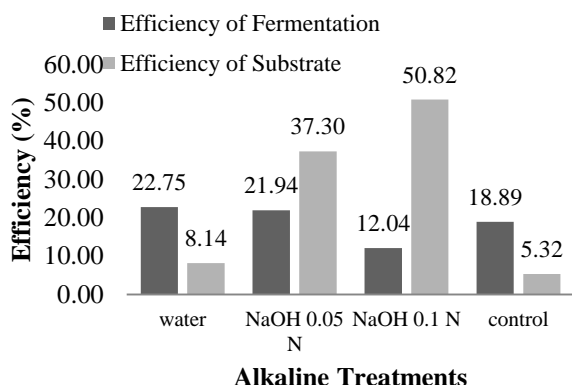 Efficiency of Fermentation
Efficiency of Substrate
Efficiency (%)
60.00
50.00
40.00
30.00
20.00
10.00
0.00
22.75
8.14
21.94
37.30
12.04
50.82
18.89
5.32
water
NaOH 0.05
N
NaOH 0.1 N
control
Alkaline Treatments